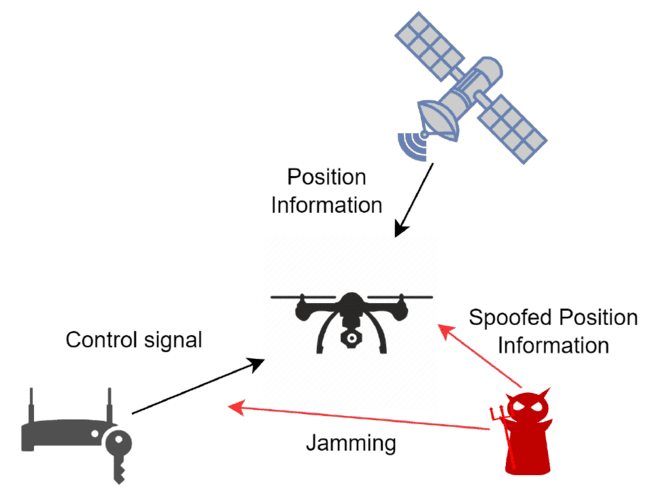 Position
Information
Control signal
Spoofed Position
Information
Jamming